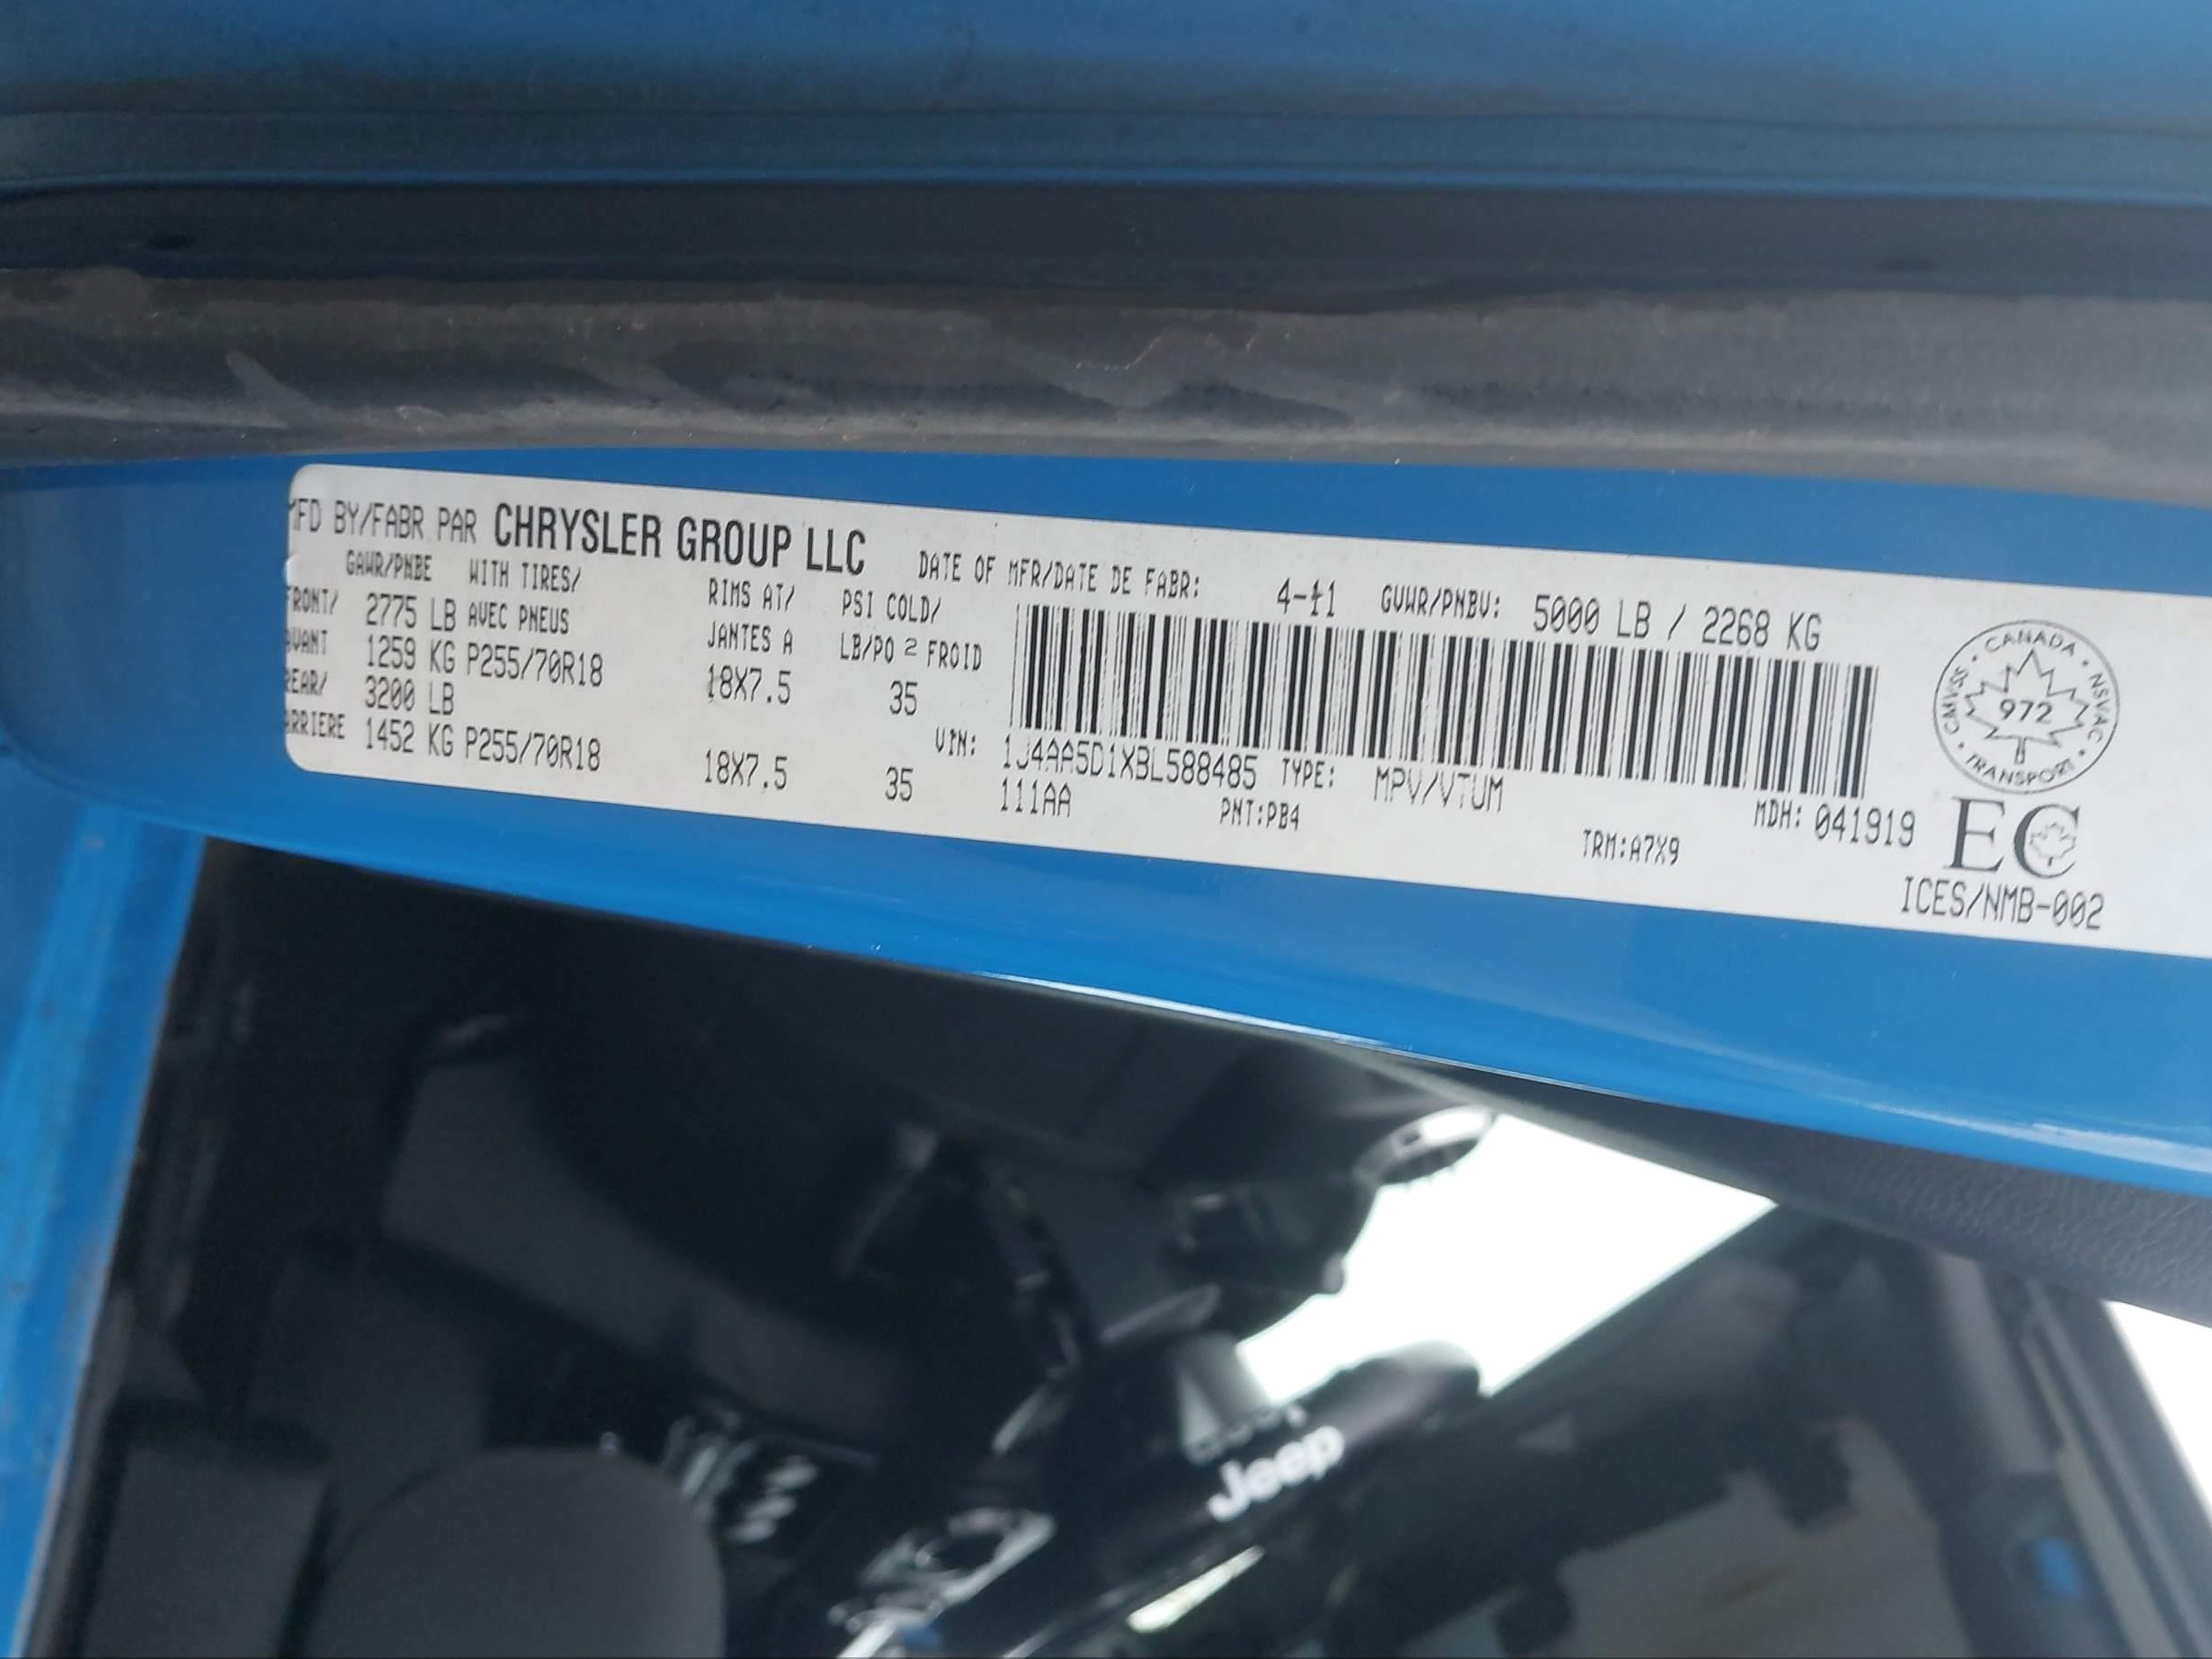 MFD BY/FABR PAR CHRYSLER GROUP LLC DATE OF MFR/DATE DE FABR: 4-11 GVWR/PNBV: 5000 LB / 2268 KG
GAWR/PNBE WITH TIRES/ RIMS AT/ PSI COLD/
FRONT/ 2775 LB AVEC PNEUS JANTES A LB/PO 2 FROID
AVANT 1259 KG P255/70R18 18X7.5 35
REAR/ 3200 LB
ARRIERE 1452 KG P255/70R18 18X7.5 35
VIN: 1J4AA5D1XBL588485 TYPE: MPV/VTUM MDH: 041919
111AA PNT:PB4 TRM:A7X9
CANADA · NSVAC · TRANSPORT · CMVSS ·
972
EC
ICES/NMB-002
Jeep